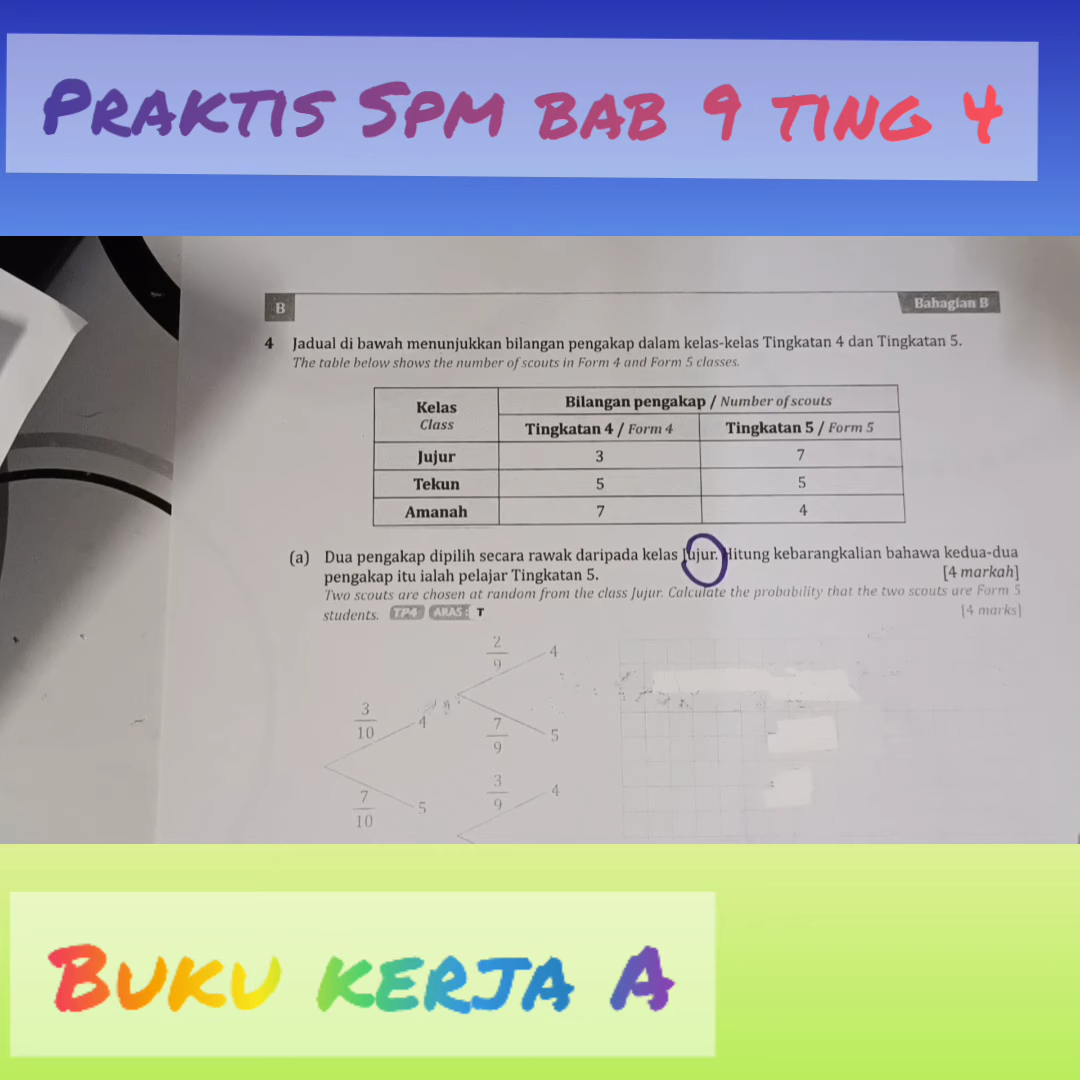 PRAKTIS SPM BAB 9 TING 4
B
Bahagian B
4 Jadual di bawah menunjukkan bilangan pengakap dalam kelas-kelas Tingkatan 4 dan Tingkatan 5.
The table below shows the number of scouts in Form 4 and Form 5 classes.
Kelas Bilangan pengakap / Number of scouts
Class Tingkatan 4 / Form 4 Tingkatan 5 / Form 5
Jujur 3 7
Tekun 5 5
Amanah 7 4
(a) Dua pengakap dipilih secara rawak daripada kelas Jujur. Hitung kebarangkalian bahawa kedua-dua
pengakap itu ialah pelajar Tingkatan 5. [4 markah]
Two scouts are chosen at random from the class Jujur. Calculate the probability that the two scouts are Form 5
students. TP4 ARAS : T [4 marks]
2/9 4
3/10 4
7/9 5
3/9 4
7/10 5
BUKU KERJA A